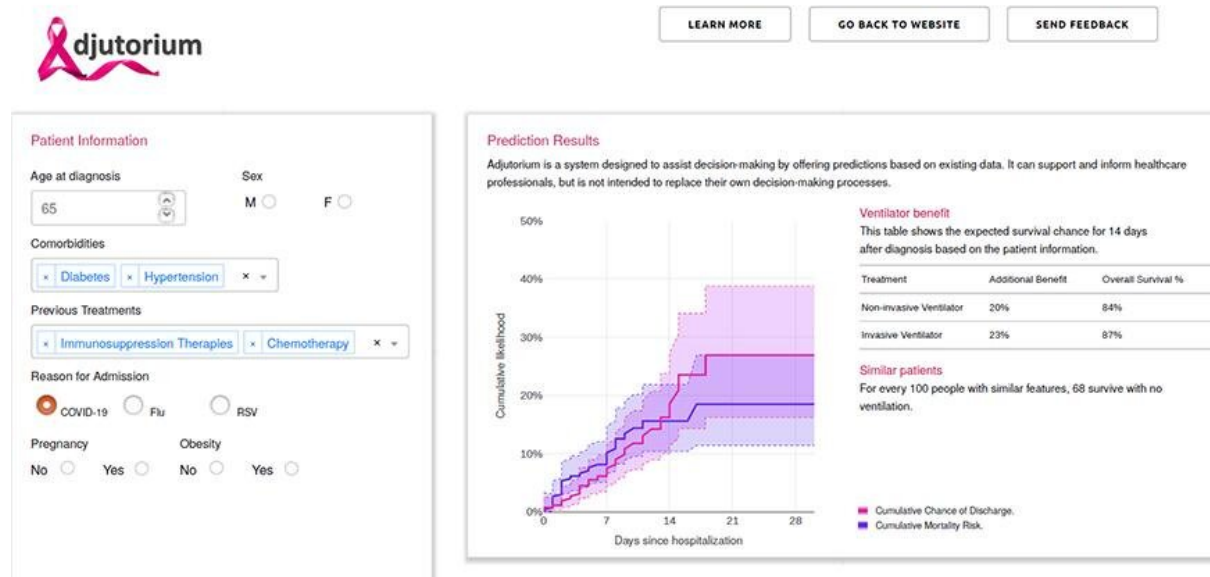 djutorium
LEARN MORE
GO BACK TO WEBSITE
SEND FEEDBACK
Patient Information
Age at diagnosis
Sex
65
M
F
Comorbidities
× Diabetes × Hypertension ×
Previous Treatments
× Immunosuppression Therapies × Chemotherapy ×
Reason for Admission
COVID-19 Flu RSV
Pregnancy
Obesity
No Yes No Yes
Prediction Results
Adjutorium is a system designed to assist decision-making by offering predictions based on existing data. It can support and inform healthcare
professionals, but is not intended to replace their own decision-making processes.
50%
40%
30%
20%
10%
0%
Cumulative likelihood
0 7 14 21 28
Days since hospitalization
Ventilator benefit
This table shows the expected survival chance for 14 days
after diagnosis based on the patient information.
Treatment Additional Benefit Overall Survival %
Non-invasive Ventilator 20% 84%
Invasive Ventilator 23% 87%
Similar patients
For every 100 people with similar features, 68 survive with no
ventilation.
Cumulative Chance of Discharge.
Cumulative Mortality Risk.